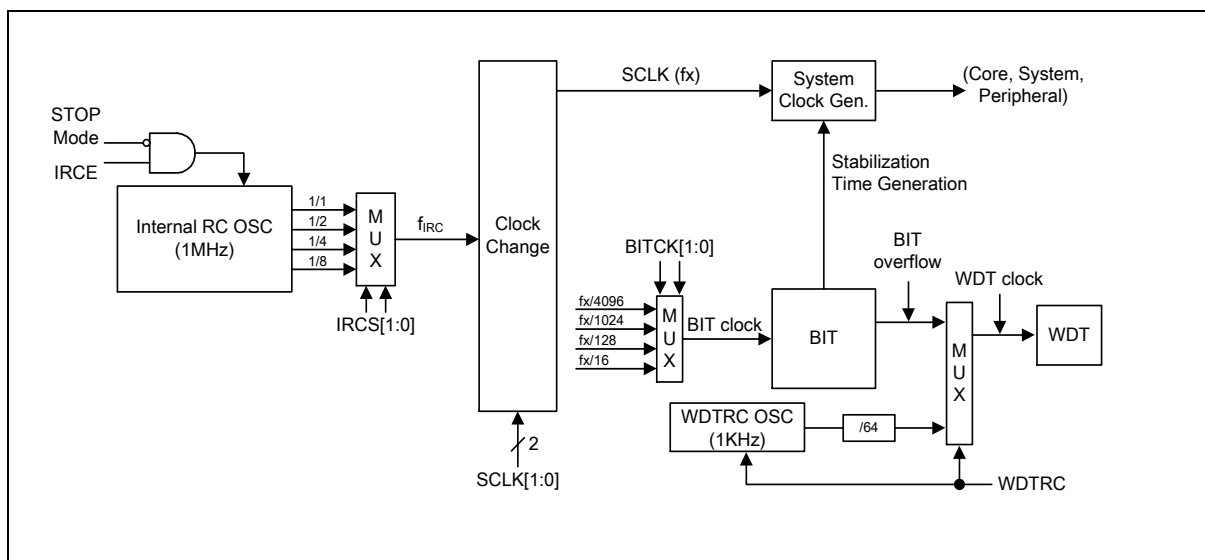 SCLK (fx)
System
Clock Gen.
(Core, System,
Peripheral)
STOP
Mode
IRCE
Stabilization
Time Generation
Internal RC OSC
(1MHz)
1/1
1/2
1/4
1/8
M
U
X
fIRC
Clock
Change
IRCS[1:0]
BITCK[1:0]
fx/4096
fx/1024
fx/128
fx/16
M
U
X
BIT clock
BIT
BIT
overflow
WDT clock
M
U
X
WDT
WDTRC OSC
(1KHz)
/64
2
SCLK[1:0]
WDTRC